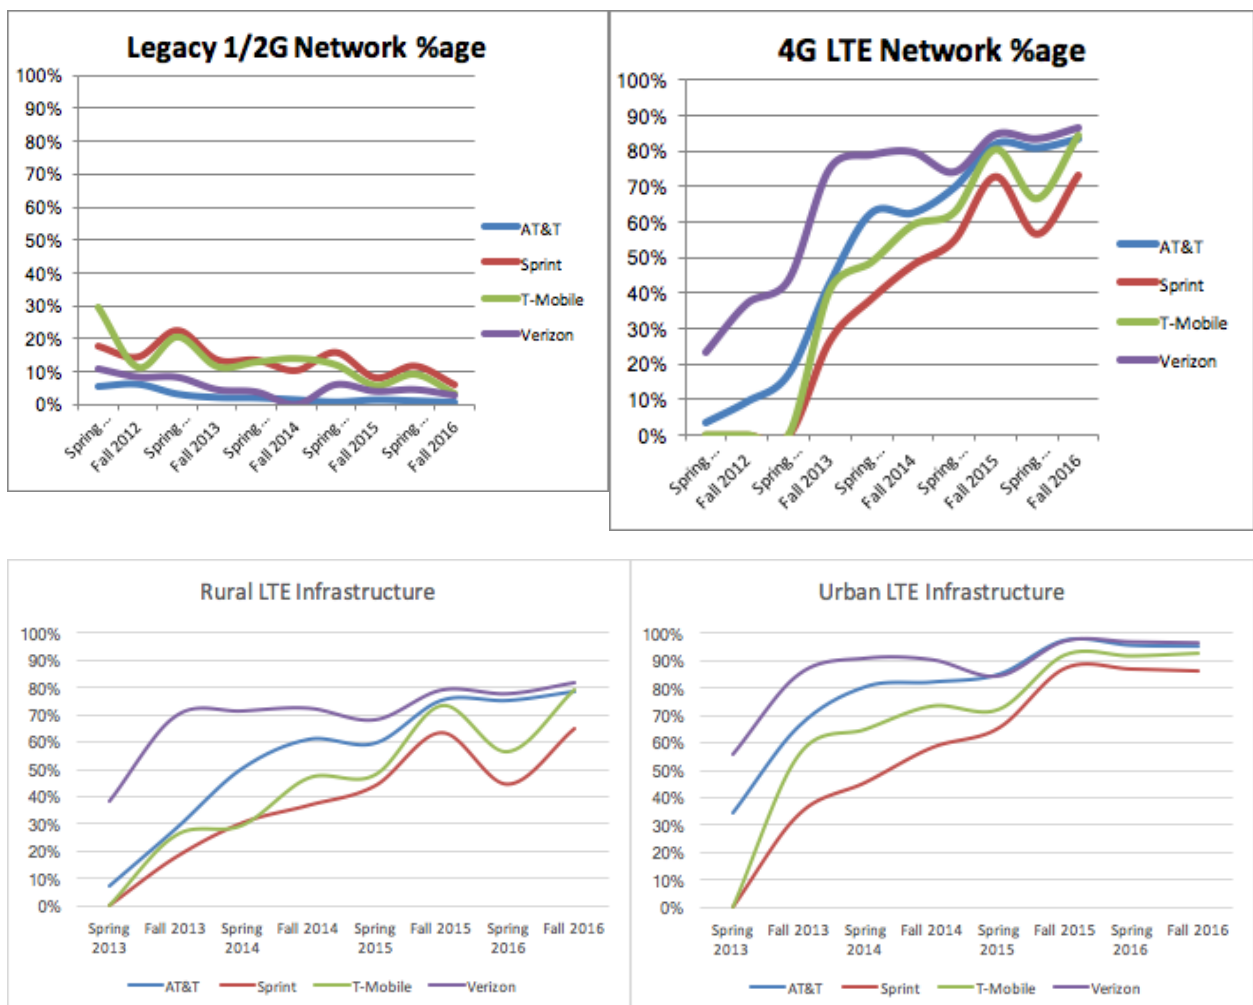 Legacy 1/2G Network %age
100%
90%
80%
70%
60%
50%
40%
30%
20%
10%
0%
Spring ...
Fall 2012
Spring ...
Fall 2013
Spring ...
Fall 2014
Spring ...
Fall 2015
Spring ...
Fall 2016
AT&T
Sprint
T-Mobile
Verizon
4G LTE Network %age
100%
90%
80%
70%
60%
50%
40%
30%
20%
10%
0%
Spring ...
Fall 2012
Spring ...
Fall 2013
Spring ...
Fall 2014
Spring ...
Fall 2015
Spring ...
Fall 2016
AT&T
Sprint
T-Mobile
Verizon
Rural LTE Infrastructure
100%
90%
80%
70%
60%
50%
40%
30%
20%
10%
0%
Spring
2013
Fall 2013
Spring
2014
Fall 2014
Spring
2015
Fall 2015
Spring
2016
Fall 2016
AT&T Sprint T-Mobile Verizon
Urban LTE Infrastructure
100%
90%
80%
70%
60%
50%
40%
30%
20%
10%
0%
Spring
2013
Fall 2013
Spring
2014
Fall 2014
Spring
2015
Fall 2015
Spring
2016
Fall 2016
AT&T Sprint T-Mobile Verizon